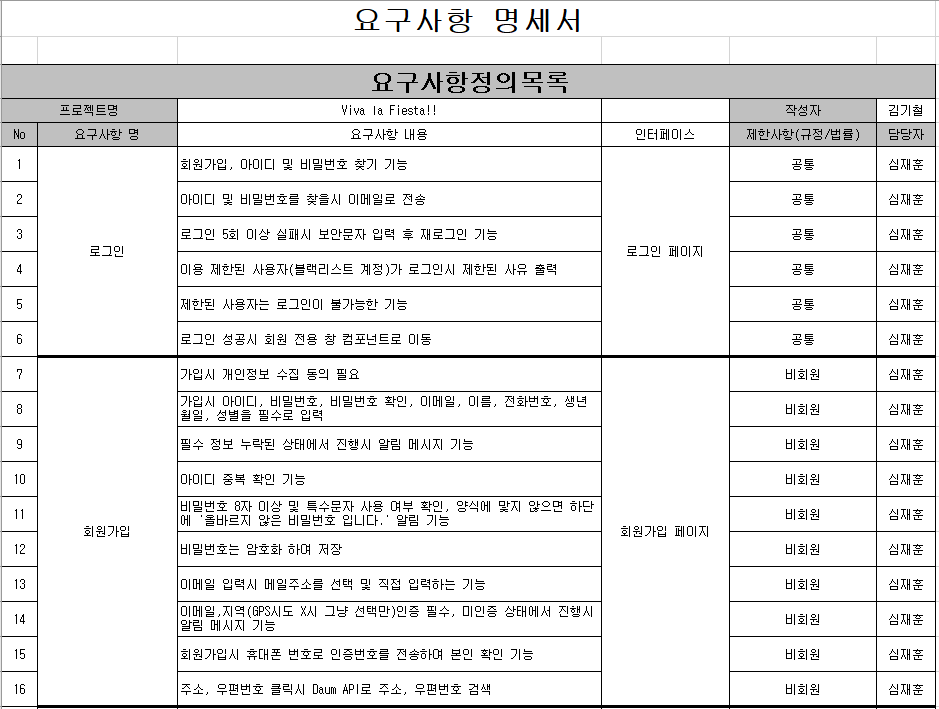 요구사항 명세서
요구사항정의목록
프로젝트명 Viva la Fiesta!! 작성자 김기철
No 요구사항 명 요구사항 내용 인터페이스 제한사항(규정/법률) 담당자
1 회원가입, 아이디 및 비밀번호 찾기 기능 공통 심재훈
2 아이디 및 비밀번호를 찾을시 이메일로 전송 공통 심재훈
3 로그인 5회 이상 실패시 보안문자 입력 후 재로그인 기능 공통 심재훈
로그인 로그인 페이지
4 이용 제한된 사용자(블랙리스트 계정)가 로그인시 제한된 사유 출력 공통 심재훈
5 제한된 사용자는 로그인이 불가능한 기능 공통 심재훈
6 로그인 성공시 회원 전용 창 컴포넌트로 이동 공통 심재훈
7 가입시 개인정보 수집 동의 필요 비회원 심재훈
8 가입시 아이디, 비밀번호, 비밀번호 확인, 이메일, 이름, 전화번호, 생년
월일, 성별을 필수로 입력 비회원 심재훈
9 필수 정보 누락된 상태에서 진행시 알림 메시지 기능 비회원 심재훈
10 아이디 중복 확인 기능 비회원 심재훈
11 비밀번호 8자 이상 및 특수문자 사용 여부 확인, 양식에 맞지 않으면 하단
에 '올바르지 않은 비밀번호 입니다.' 알림 기능 비회원 심재훈
회원가입 회원가입 페이지
12 비밀번호는 암호화 하여 저장 비회원 심재훈
13 이메일 입력시 메일주소를 선택 및 직접 입력하는 기능 비회원 심재훈
14 이메일,지역(GPS시도 X시 그냥 선택만)인증 필수, 미인증 상태에서 진행시
알림 메시지 기능 비회원 심재훈
15 회원가입시 휴대폰 번호로 인증번호를 전송하여 본인 확인 기능 비회원 심재훈
16 주소, 우편번호 클릭시 Daum API로 주소, 우편번호 검색 비회원 심재훈